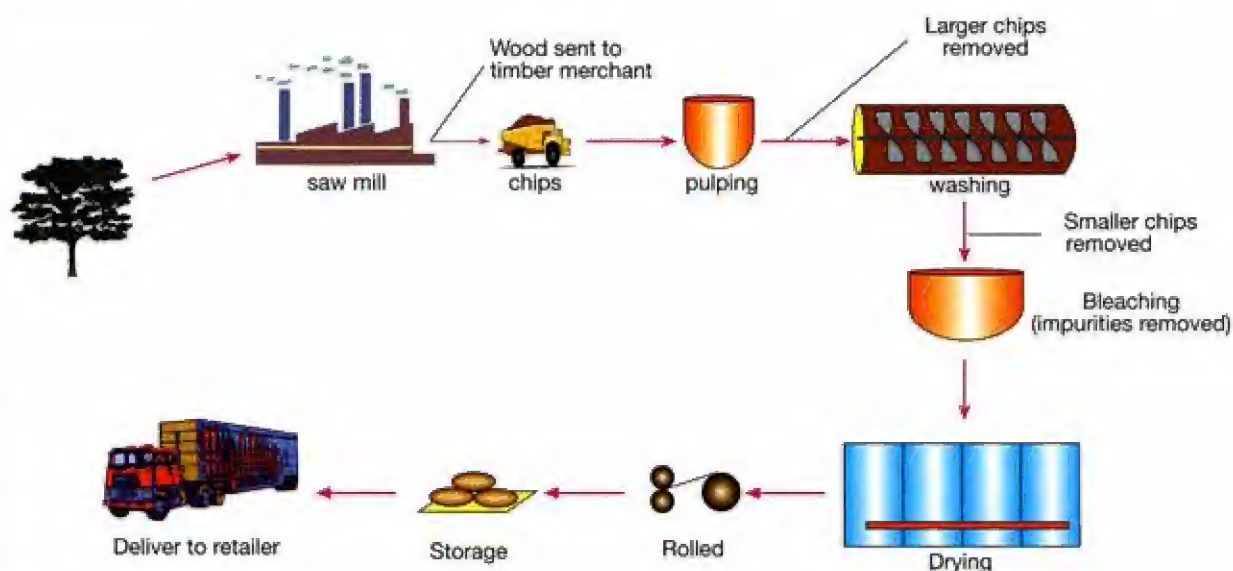 Wood sent to
timber merchant
Larger chips
removed
saw mill
chips
pulping
washing
Smaller chips
removed
Bleaching
(impurities removed)
Deliver to retailer
Storage
Rolled
Drying